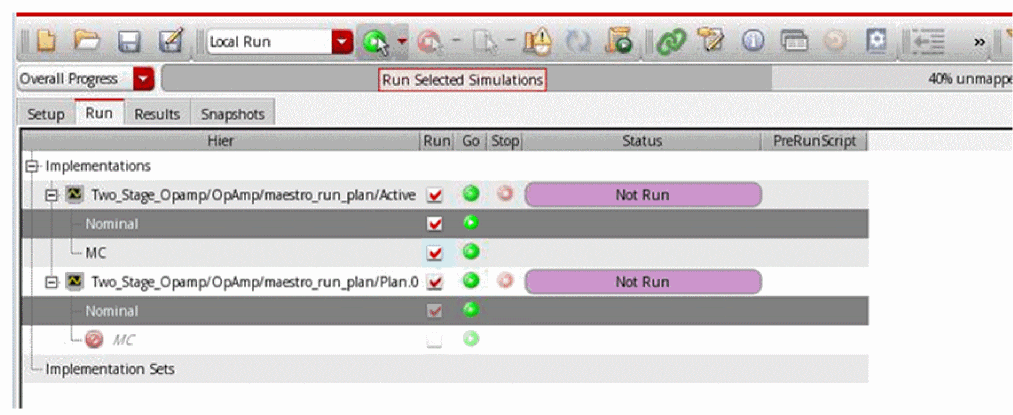 Local Run
»
Overall Progress Run Selected Simulations 40% unmappe
Setup Run Results Snapshots
Hier Run Go Stop Status PreRunScript
Implementations
Two_Stage_Opamp/OpAmp/maestro_run_plan/Active Not Run
Nominal
MC
Two_Stage_Opamp/OpAmp/maestro_run_plan/Plan.0 Not Run
Nominal
MC
Implementation Sets